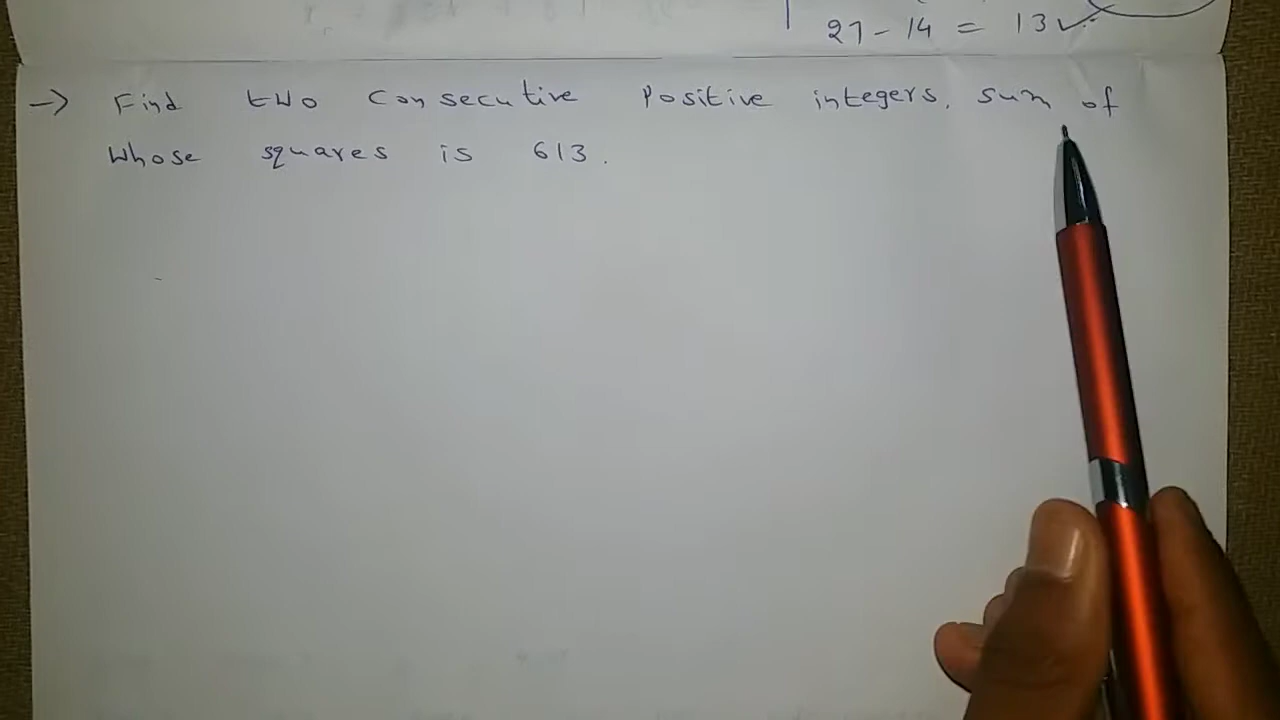 27 - 14 = 13 ✓
→ Find two consecutive positive integers, sum of
whose squares is 613.